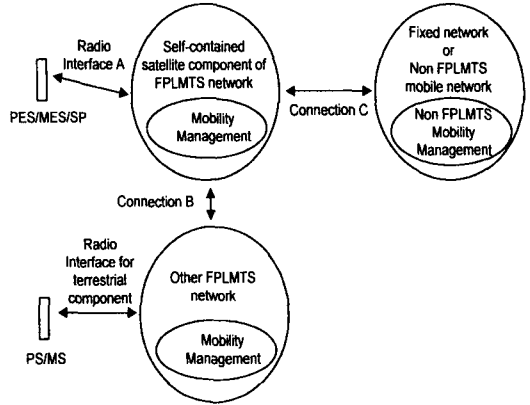 Radio
Interface A
PES/MES/SP
Self-contained
satellite component of
FPLMTS network
Mobility
Management
Connection C
Fixed network
or
Non FPLMTS
mobile network
Non FPLMTS
Mobility
Management
Connection B
Radio
Interface for
terrestrial
component
PS/MS
Other FPLMTS
network
Mobility
Management